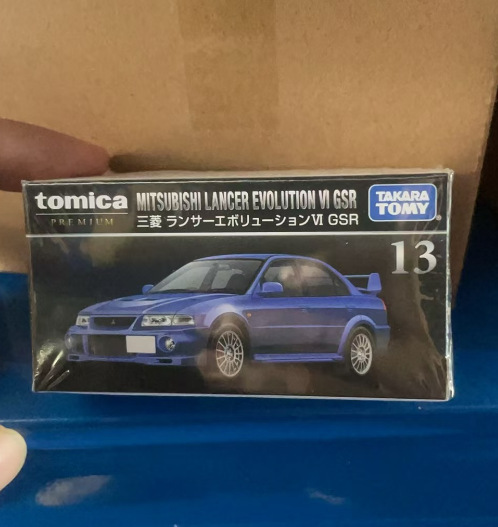 tomica
PREMIUM
MITSUBISHI LANCER EVOLUTION VI GSR
三菱 ランサーエボリューションVI GSR
TAKARA
TOMY
13